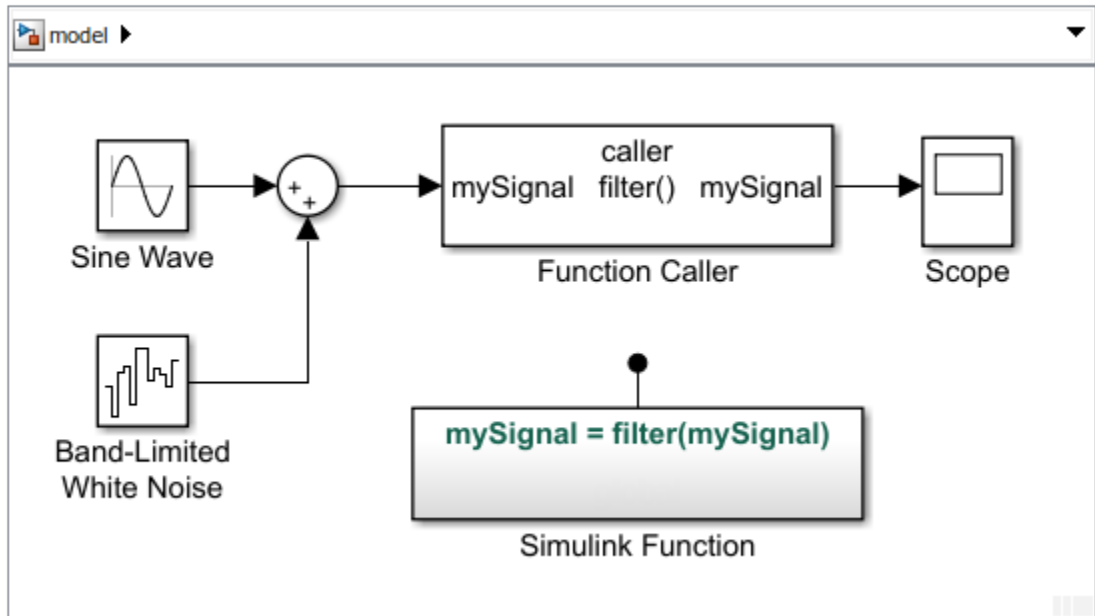 model
caller
mySignal filter() mySignal
+
+
Sine Wave
Function Caller
Scope
Band-Limited
White Noise
mySignal = filter(mySignal)
Simulink Function